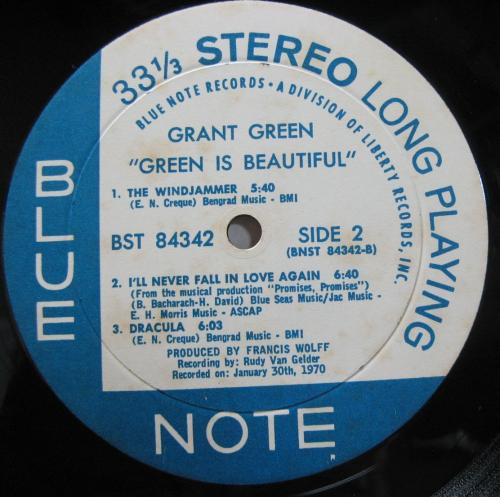 33⅓ STEREO LONG PLAYING
BLUE NOTE RECORDS • A DIVISION OF LIBERTY RECORDS, INC.
GRANT GREEN
"GREEN IS BEAUTIFUL"
1. THE WINDJAMMER 5:40
(E. N. Creque) Bengrad Music - BMI
BST 84342
SIDE 2
(BNST 84342-B)
2. I'LL NEVER FALL IN LOVE AGAIN 6:40
(From the musical production "Promises, Promises")
(B. Bacharach-H. David) Blue Seas Music/Jac Music -
E. H. Morris Music - ASCAP
3. DRACULA 6:03
(E. N. Creque) Bengrad Music - BMI
PRODUCED BY FRANCIS WOLFF
Recording by: Rudy Van Gelder
Recorded on: January 30th, 1970
BLUE
NOTE